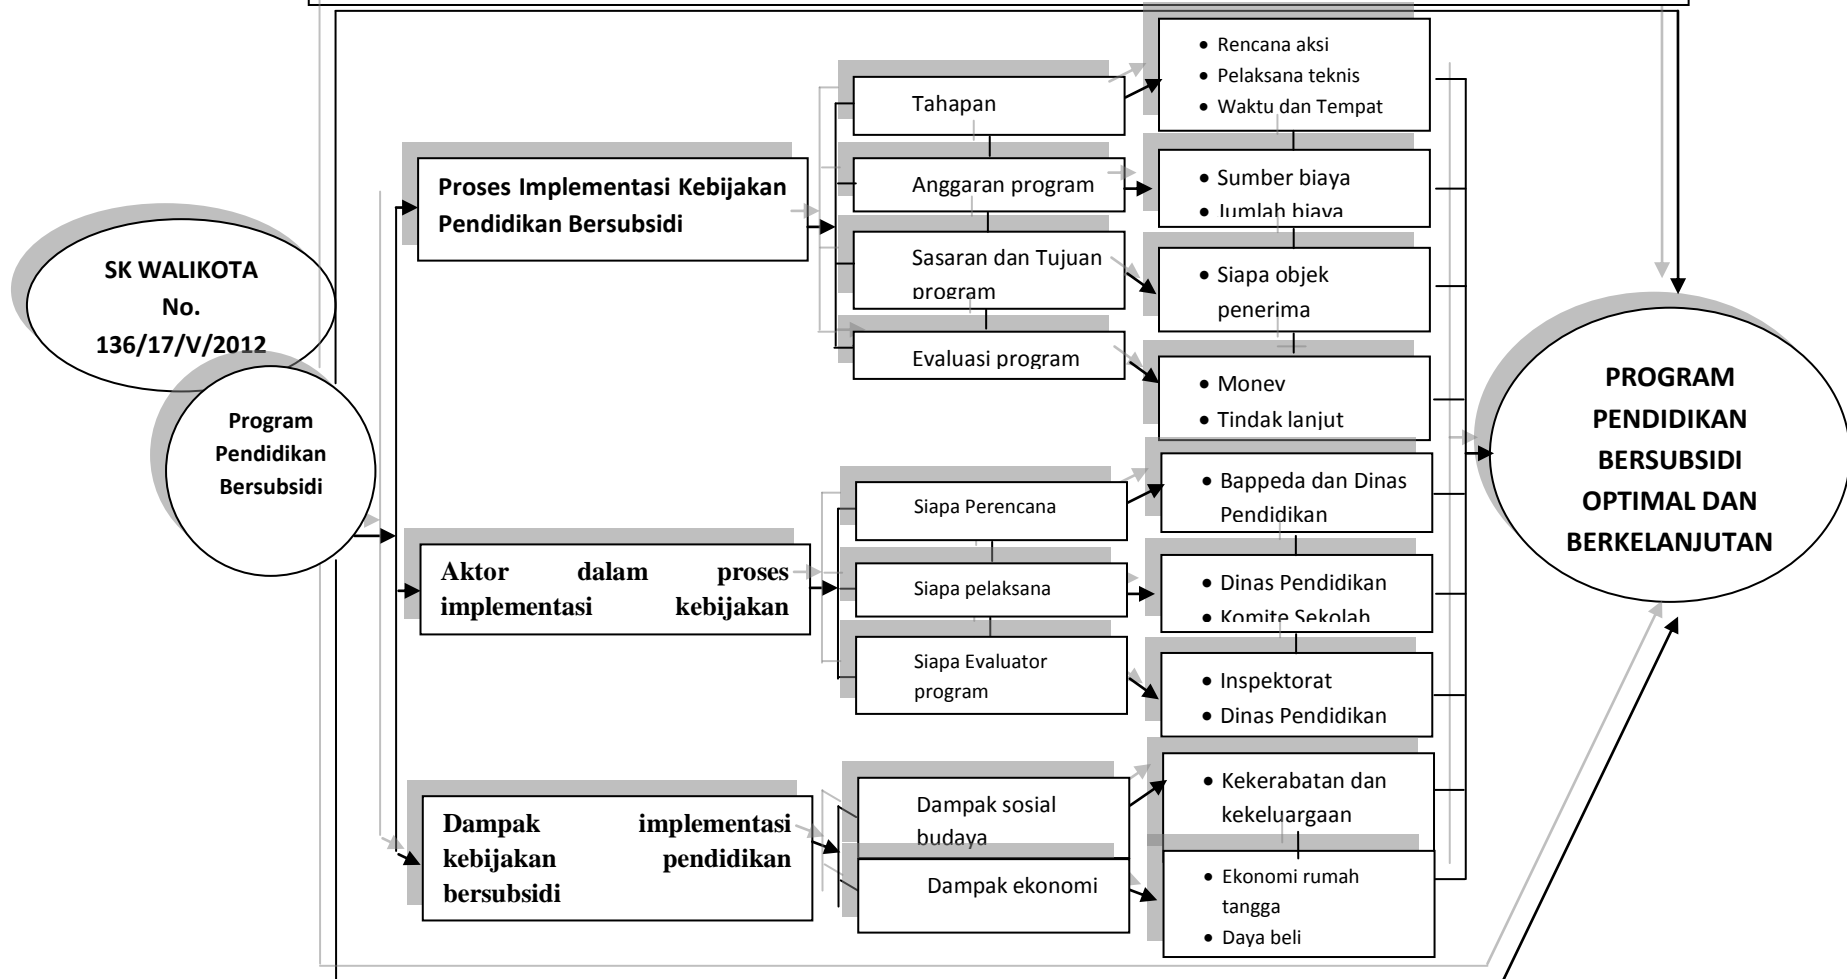 SK WALIKOTA
No.
136/17/V/2012
Program
Pendidikan
Bersubsidi
Proses Implementasi Kebijakan
Pendidikan Bersubsidi
Tahapan
Anggaran program
Sasaran dan Tujuan
program
Evaluasi program
• Rencana aksi
• Pelaksana teknis
• Waktu dan Tempat
• Sumber biaya
• Jumlah biaya
• Siapa objek
penerima
• Monev
• Tindak lanjut
Aktor dalam proses
implementasi kebijakan
Siapa Perencana
Siapa pelaksana
Siapa Evaluator
program
• Bappeda dan Dinas
Pendidikan
• Dinas Pendidikan
• Komite Sekolah
• Inspektorat
• Dinas Pendidikan
Dampak implementasi
kebijakan pendidikan
bersubsidi
Dampak sosial
budaya
Dampak ekonomi
• Kekerabatan dan
kekeluargaan
• Ekonomi rumah
tangga
• Daya beli
PROGRAM
PENDIDIKAN
BERSUBSIDI
OPTIMAL DAN
BERKELANJUTAN